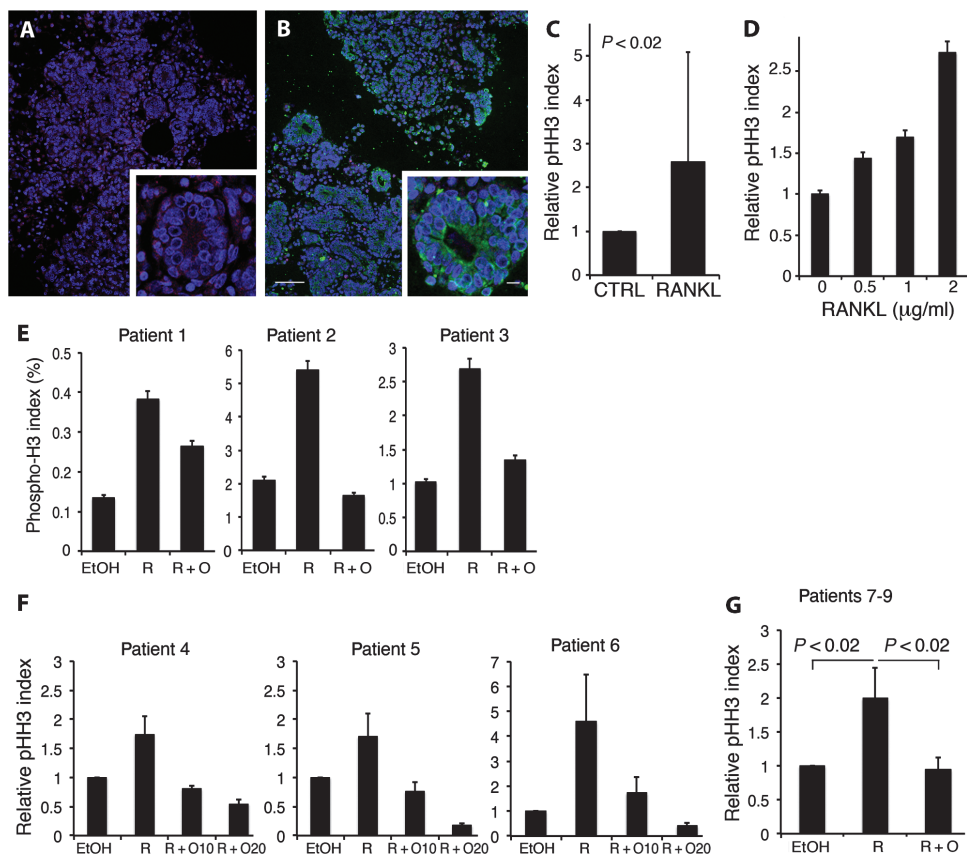 A
B
C
P < 0.02
Relative pHH3 index
5
4
3
2
1
0
CTRL RANKL
D
Relative pHH3 index
2.5
2
1.5
1
0.5
0
0 0.5 1 2
RANKL (µg/ml)
E
Phospho-H3 index (%)
Patient 1
0.5
0.4
0.3
0.2
0.1
0
EtOH R R + O
Patient 2
6
5
4
3
2
1
0
EtOH R R + O
Patient 3
3
2.5
2
1.5
1
0.5
0
EtOH R R + O
F
Relative pHH3 index
Patient 4
3
2.5
2
1.5
1
0.5
0
EtOH R R + O10 R + O20
Patient 5
3
2.5
2
1.5
1
0.5
0
EtOH R R + O10 R + O20
Patient 6
7
6
5
4
3
2
1
0
EtOH R R + O10 R + O20
G
Patients 7-9
Relative pHH3 index
3
2.5
2
1.5
1
0.5
0
P < 0.02 P < 0.02
EtOH R R + O